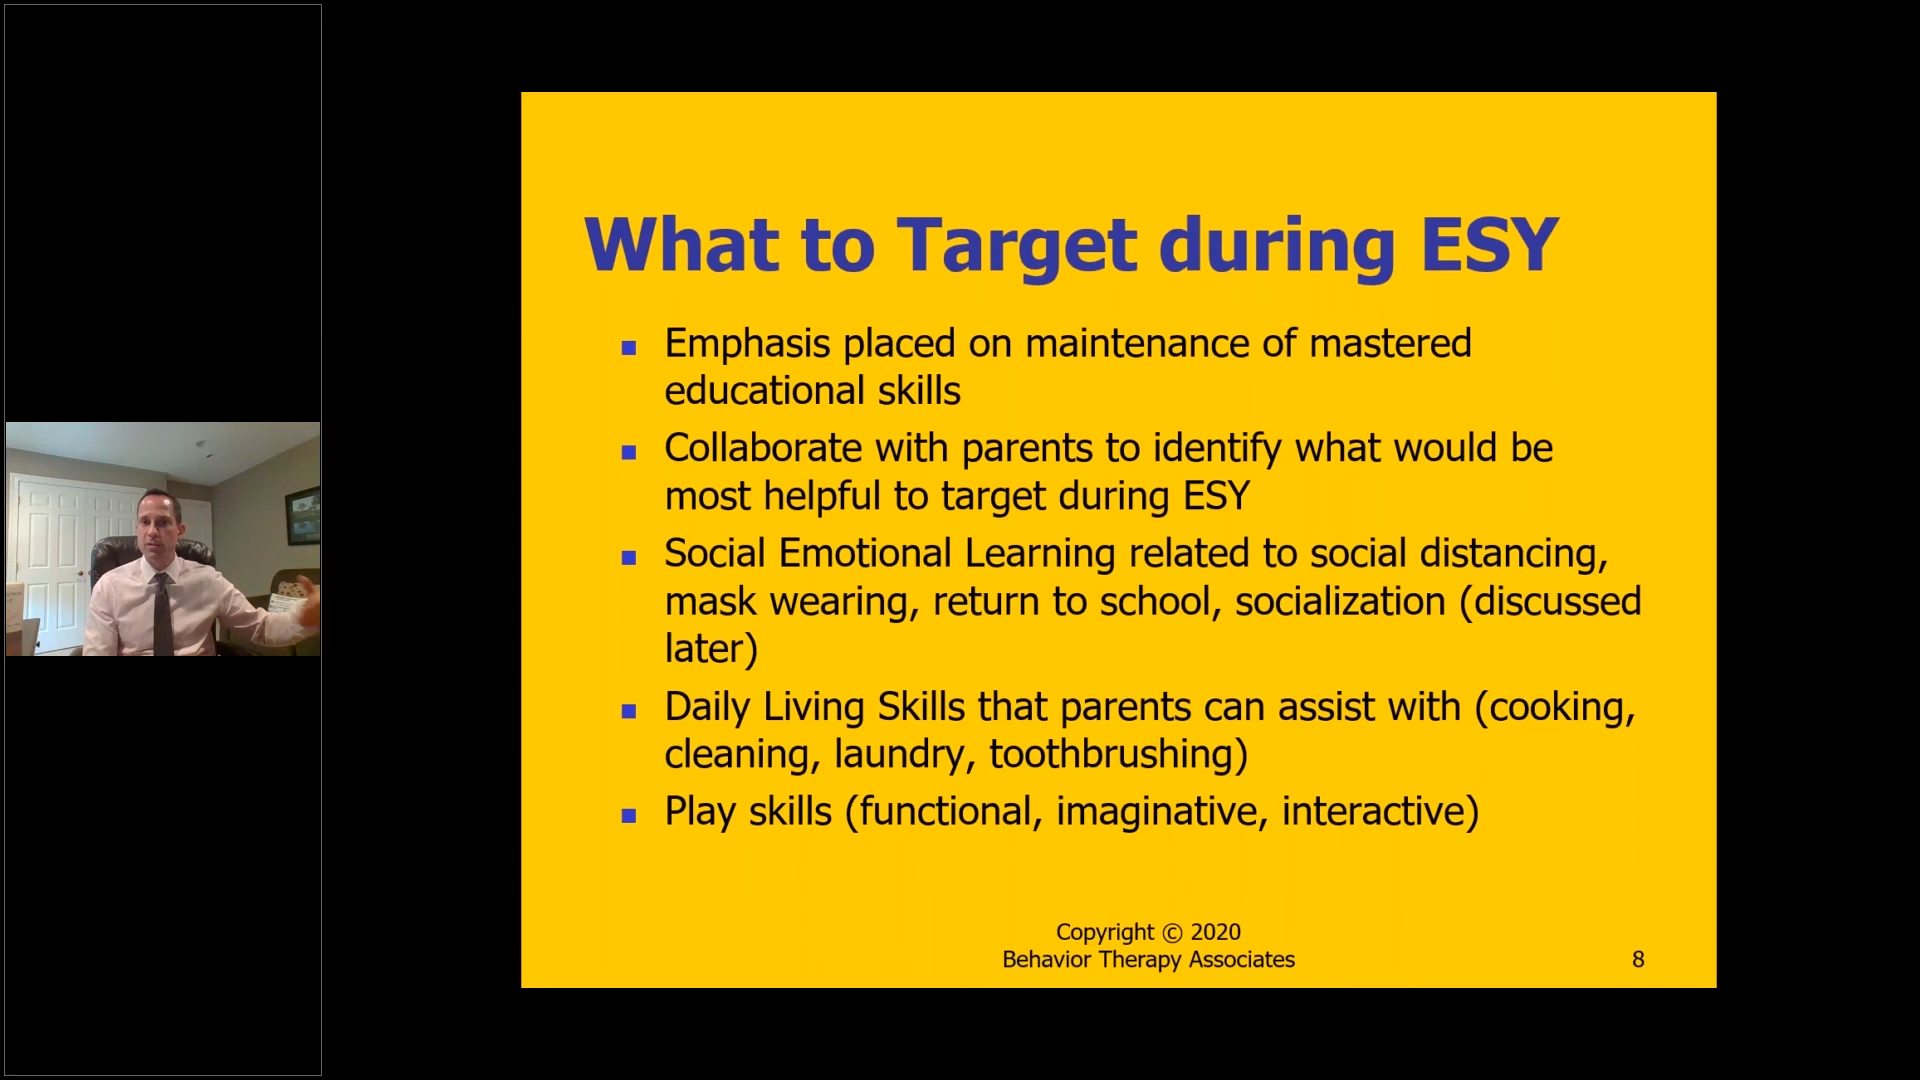 What to Target during ESY
Emphasis placed on maintenance of mastered
educational skills
Collaborate with parents to identify what would be
most helpful to target during ESY
Social Emotional Learning related to social distancing,
mask wearing, return to school, socialization (discussed
later)
Daily Living Skills that parents can assist with (cooking,
cleaning, laundry, toothbrushing)
Play skills (functional, imaginative, interactive)
Copyright © 2020
Behavior Therapy Associates
8